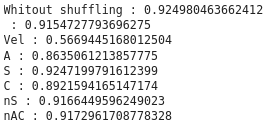 Whitout shuffling : 0.924980463662412
 : 0.9154727793696275
Vel : 0.5669445168012504
A : 0.8635061213857775
S : 0.9247199791612399
C : 0.8921594165147174
nS : 0.9166449596249023
nAC : 0.9172961708778328